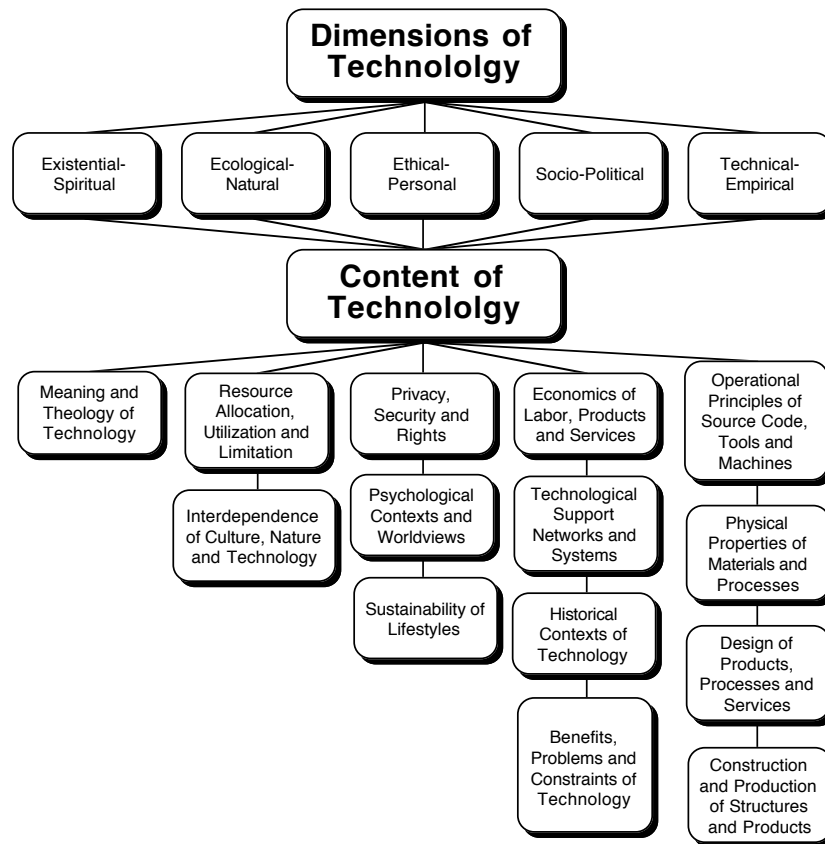 Dimensions of
Technololgy
Existential-
Spiritual
Ecological-
Natural
Ethical-
Personal
Socio-Political
Technical-
Empirical
Content of
Technololgy
Meaning and
Theology of
Technology
Resource
Allocation,
Utilization and
Limitation
Interdependence
of Culture, Nature
and Technology
Privacy,
Security and
Rights
Psychological
Contexts and
Worldviews
Sustainability of
Lifestyles
Economics of
Labor, Products
and Services
Technological
Support
Networks and
Systems
Historical
Contexts of
Technology
Benefits,
Problems and
Constraints of
Technology
Operational
Principles of
Source Code,
Tools and
Machines
Physical
Properties of
Materials and
Processes
Design of
Products,
Processes and
Services
Construction
and Production
of Structures
and Products